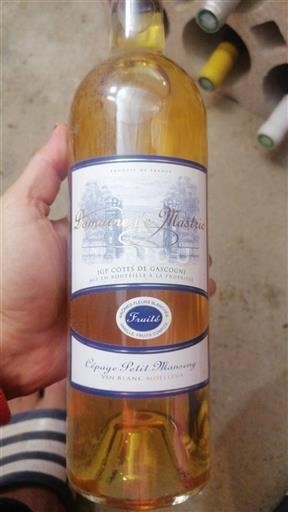 PRODUIT DE FRANCE
Domaine de Mastric
IGP CÔTES DE GASCOGNE
MIS EN BOUTEILLE A LA PROPRIÉTÉ
Fruité
Cépage Petit Manseng
VIN BLANC MOELLEUX